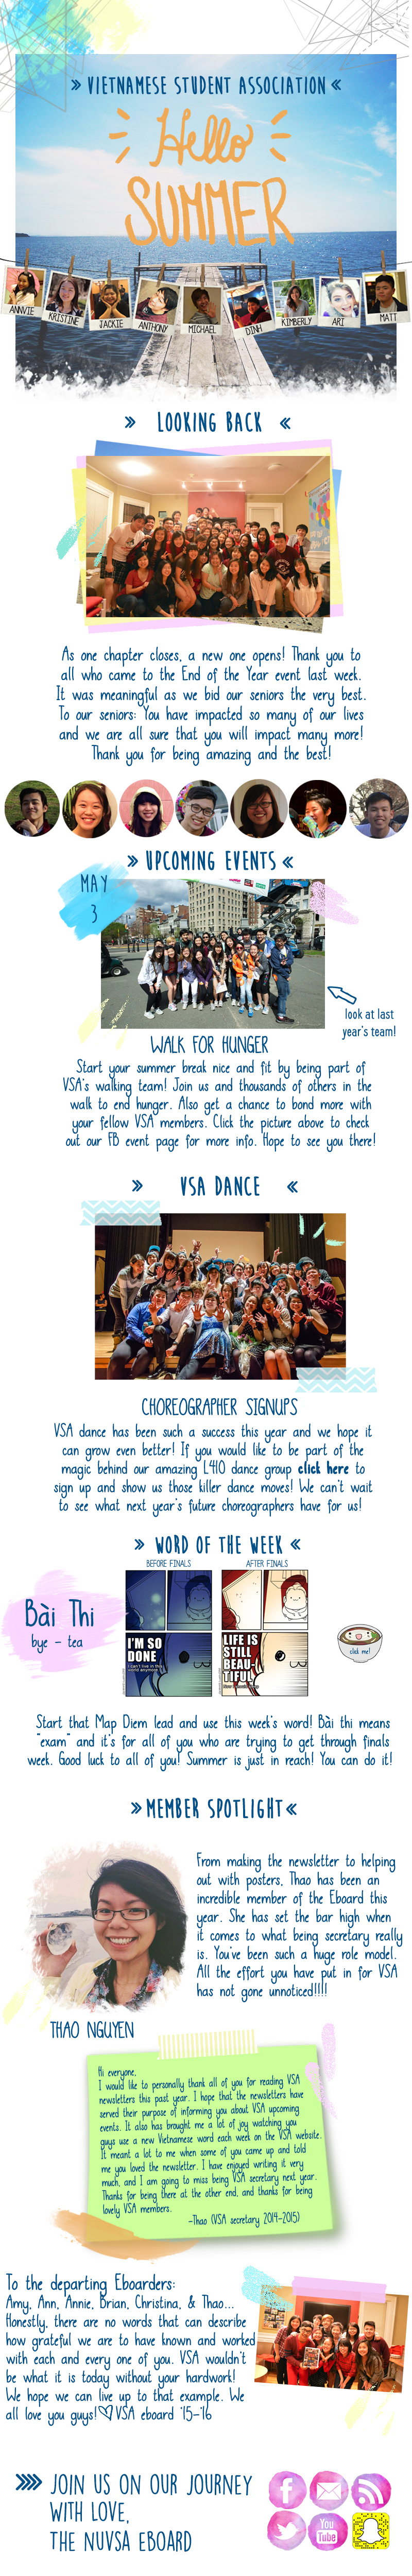 » VIETNAMESE STUDENT ASSOCIATION «
Hello
SUMMER
ANNVIE
KRISTINE
JACKIE
ANTHONY
MICHAEL
DINH
KIMBERLY
ARI
MATT
» LOOKING BACK «
As one chapter closes, a new one opens! Thank you to
all who came to the End of the Year event last week.
It was meaningful as we bid our seniors the very best.
To our seniors: You have impacted so many of our lives
and we are all sure that you will impact many more!
Thank you for being amazing and the best!
» UPCOMING EVENTS «
MAY
3
look at last
year's team!
WALK FOR HUNGER
Start your summer break nice and fit by being part of
VSA's walking team! Join us and thousands of others in the
walk to end hunger. Also get a chance to bond more with
your fellow VSA members. Click the picture above to check
out our FB event page for more info. Hope to see you there!
» VSA DANCE «
CHOREOGRAPHER SIGNUPS
VSA dance has been such a success this year and we hope it
can grow even better! If you would like to be part of the
magic behind our amazing L410 dance group click here to
sign up and show us those killer dance moves! We can't wait
to see what next year's future choreographers have for us!
» WORD OF THE WEEK «
BEFORE FINALS
AFTER FINALS
Bài Thi
bye - tea
I'M SO
DONE
I can't live in this
world anymore
LIFE IS
STILL
BEAU-
TIFUL
click me!
Start that Map Diem lead and use this week's word! Bài thi means
"exam" and it's for all of you who are trying to get through finals
week. Good luck to all of you! Summer is just in reach! You can do it!
» MEMBER SPOTLIGHT «
From making the newsletter to helping
out with posters, Thao has been an
incredible member of the Eboard this
year. She has set the bar high when
it comes to what being secretary really
is. You've been such a huge role model.
All the effort you have put in for VSA
has not gone unnoticed!!!!
THAO NGUYEN
Hi everyone,
I would like to personally thank all of you for reading VSA
newsletters this past year. I hope that the newsletters have
served their purpose of informing you about VSA upcoming
events. It also has brought me a lot of joy watching you
guys use a new Vietnamese word each week on the VSA website.
It meant a lot to me when some of you came up and told
me you loved the newsletter. I have enjoyed writing it very
much, and I am going to miss being VSA secretary next year.
Thanks for being there at the other end, and thanks for being
lovely VSA members.
-Thao (VSA secretary 2014-2015)
To the departing Eboarders:
Amy, Ann, Annie, Brian, Christina, & Thao...
Honestly, there are no words that can describe
how grateful we are to have known and worked
with each and every one of you. VSA wouldn't
be what it is today without your hardwork!
We hope we can live up to that example. We
all love you guys!♡VSA eboard '15-'16
»» JOIN US ON OUR JOURNEY
WITH LOVE,
THE NUVSA EBOARD
You
Tube